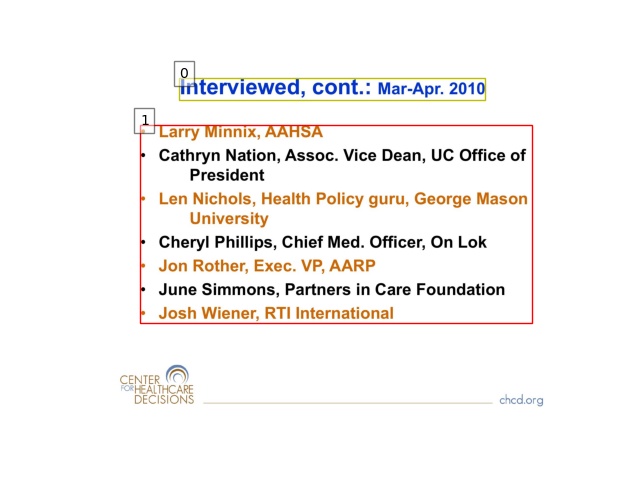 0
Interviewed, cont.: Mar-Apr. 2010
1
• Larry Minnix, AAHSA
• Cathryn Nation, Assoc. Vice Dean, UC Office of
President
• Len Nichols, Health Policy guru, George Mason
University
• Cheryl Phillips, Chief Med. Officer, On Lok
• Jon Rother, Exec. VP, AARP
• June Simmons, Partners in Care Foundation
• Josh Wiener, RTI International
CENTER
FOR HEALTHCARE
DECISIONS
chcd.org